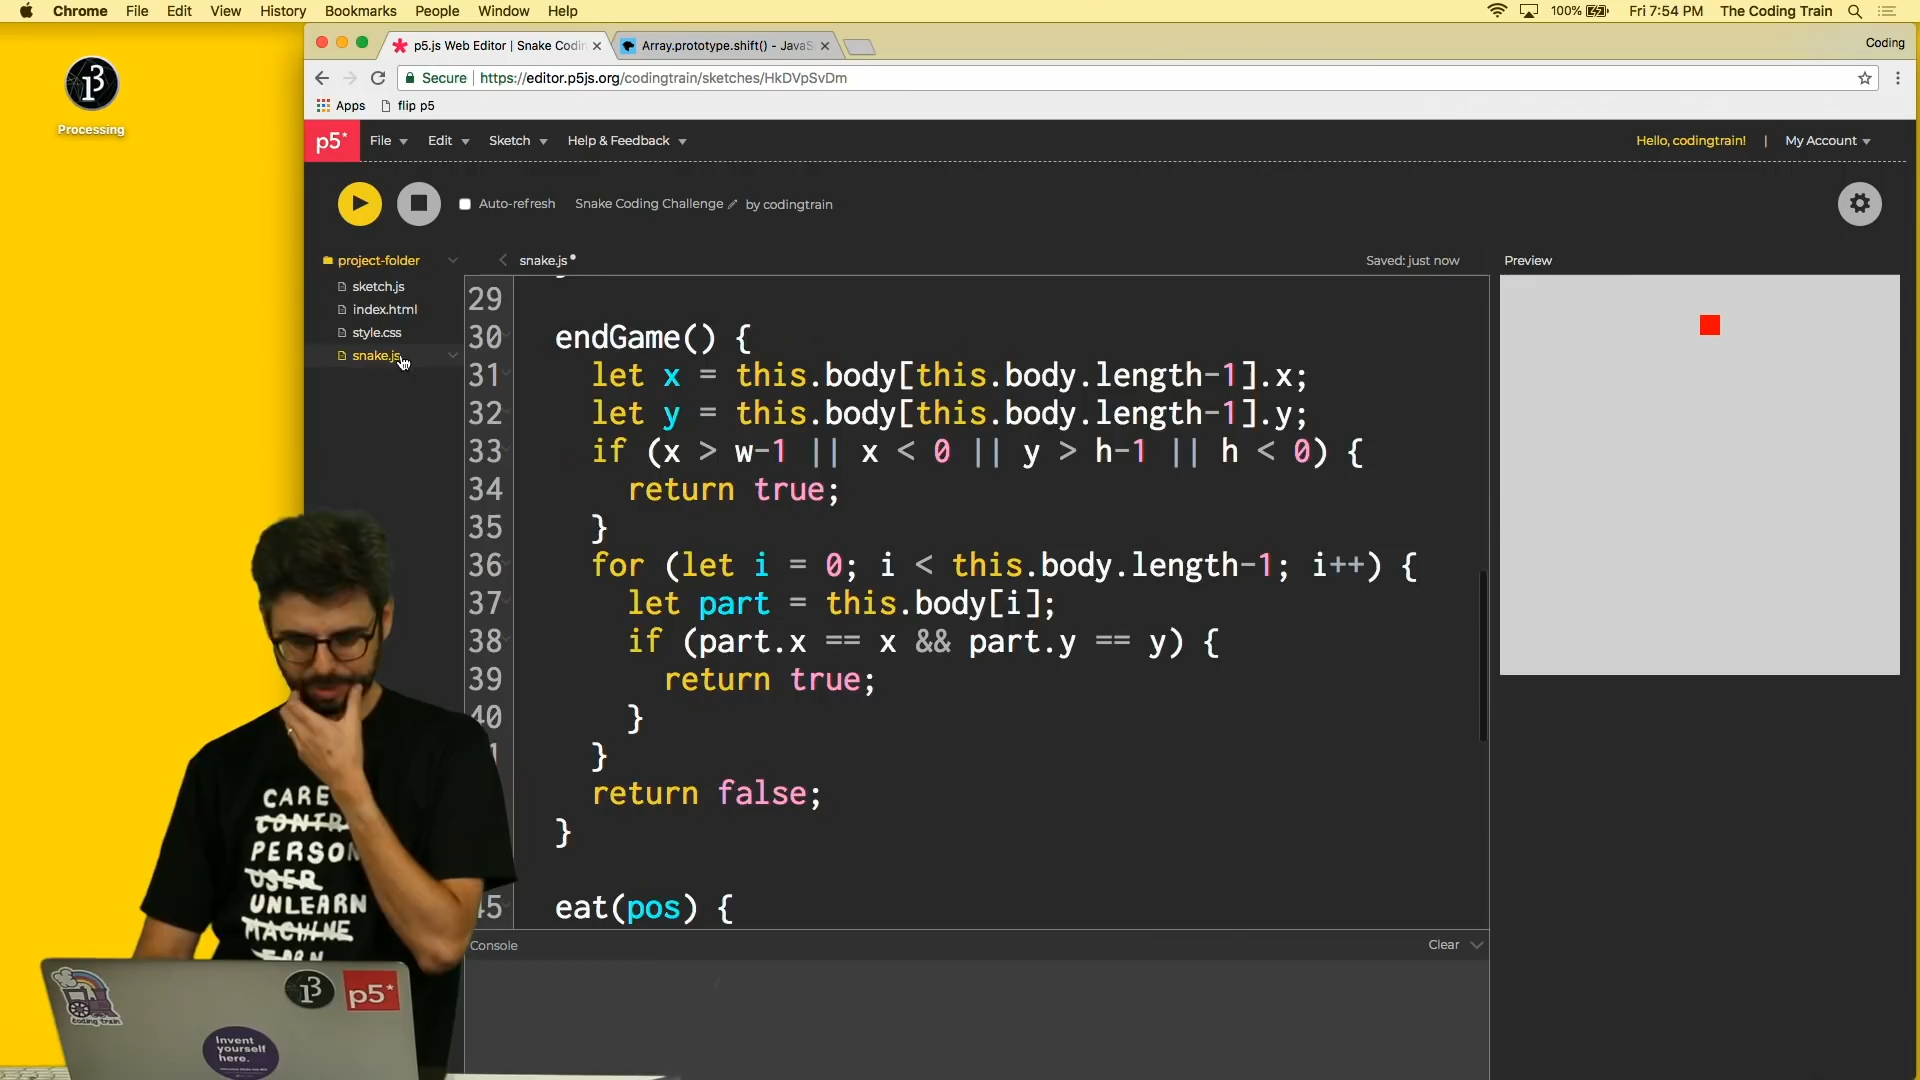 Chrome File Edit View History Bookmarks People Window Help
100% Fri 7:54 PM The Coding Train
Processing
p5.js Web Editor | Snake Codin
Array.prototype.shift() - JavaS
Coding
Secure https://editor.p5js.org/codingtrain/sketches/HkDVpSvDm
Apps flip p5
p5* File Edit Sketch Help & Feedback
Hello, codingtrain! | My Account
Auto-refresh Snake Coding Challenge by codingtrain
project-folder
sketch.js
index.html
style.css
snake.js
snake.js
Saved: just now
Preview
29
30 endGame() {
31 let x = this.body[this.body.length-1].x;
32 let y = this.body[this.body.length-1].y;
33 if (x > w-1 || x < 0 || y > h-1 || h < 0) {
34 return true;
35 }
36 for (let i = 0; i < this.body.length-1; i++) {
37 let part = this.body[i];
38 if (part.x == x && part.y == y) {
39 return true;
40 }
}
return false;
}
45 eat(pos) {
Console
Clear
CARE
CONTR
PERSON
USER
UNLEARN
MACHINE
p5*
coding train
Invent
yourself
here.